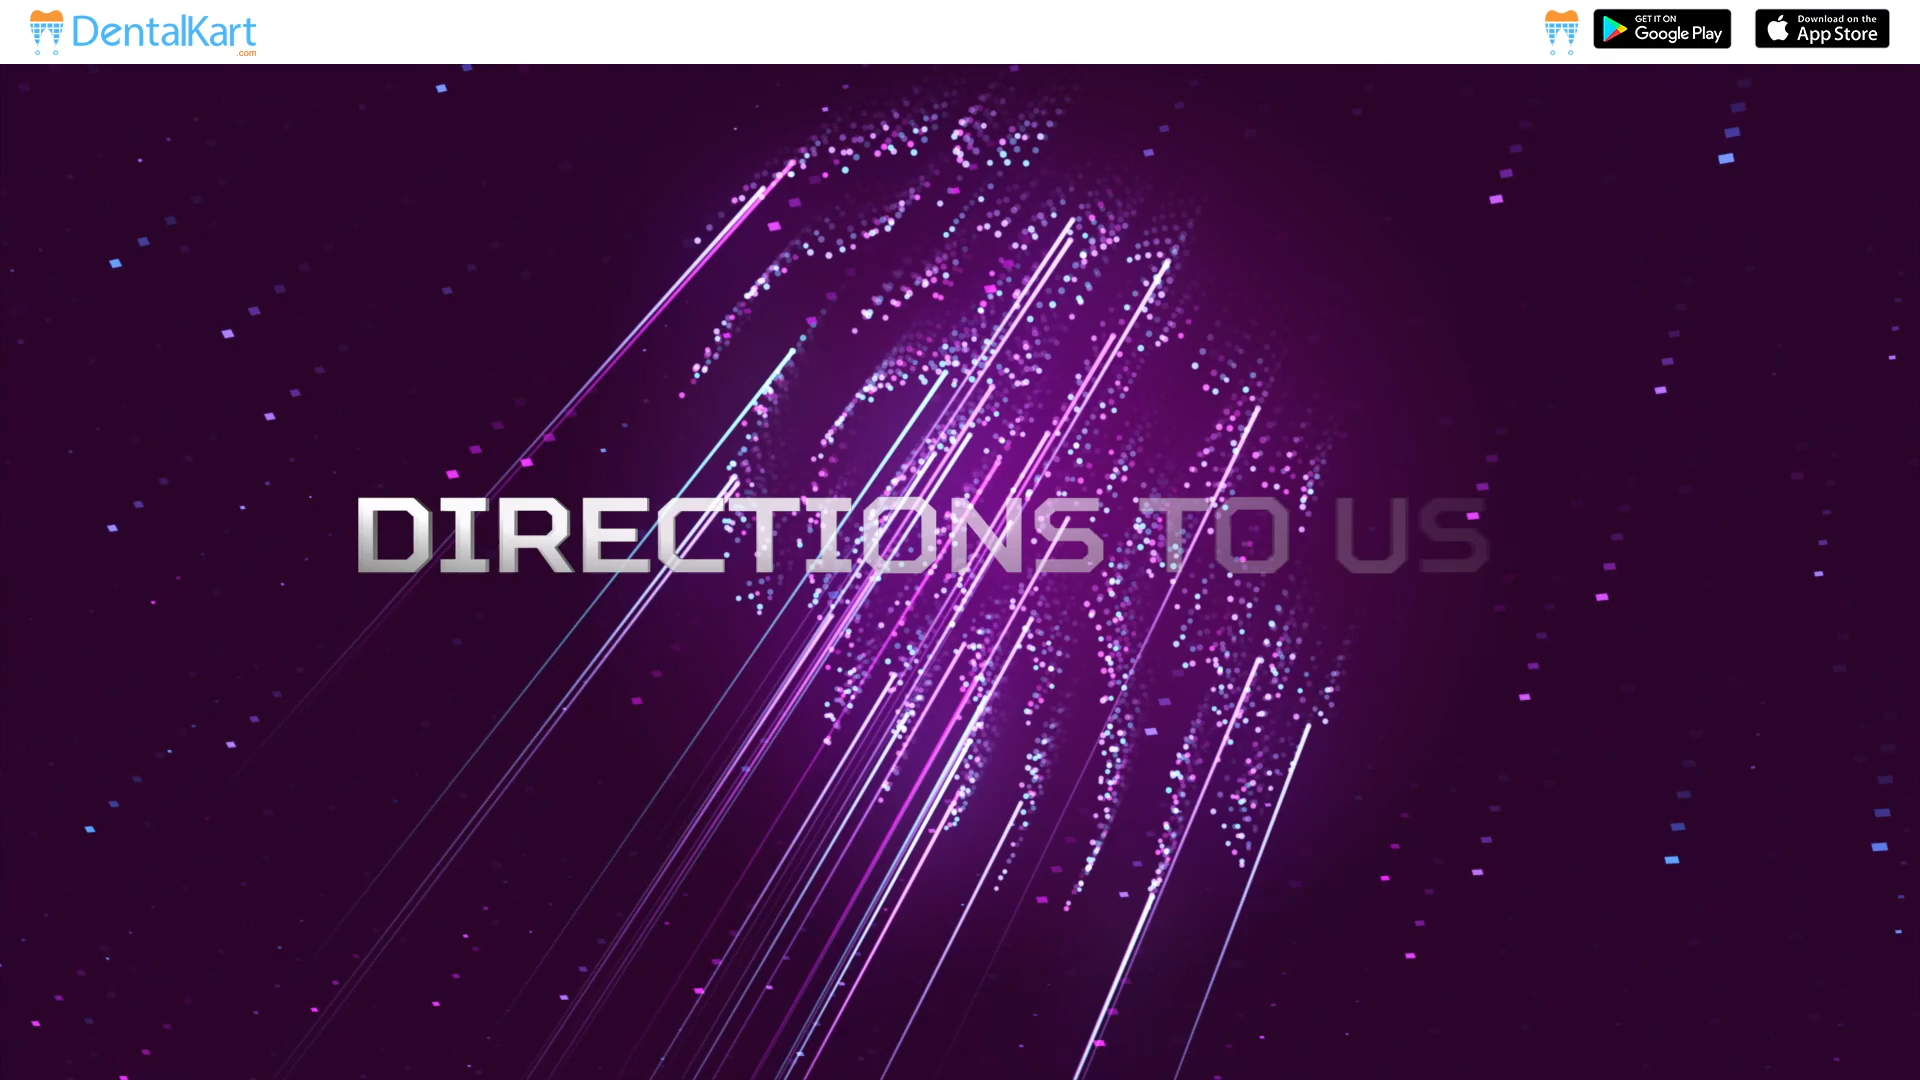 DentalKart
.com
GET IT ON
Google Play
Download on the
App Store
DIRECTIONS TO US